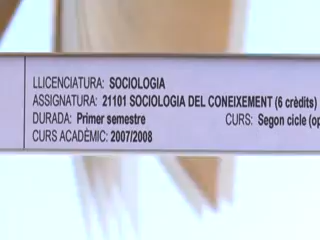 LLICENCIATURA: SOCIOLOGIA
ASSIGNATURA: 21101 SOCIOLOGIA DEL CONEIXEMENT (6 crèdits)
DURADA: Primer semestre CURS: Segon cicle (op
CURS ACADÈMIC: 2007/2008